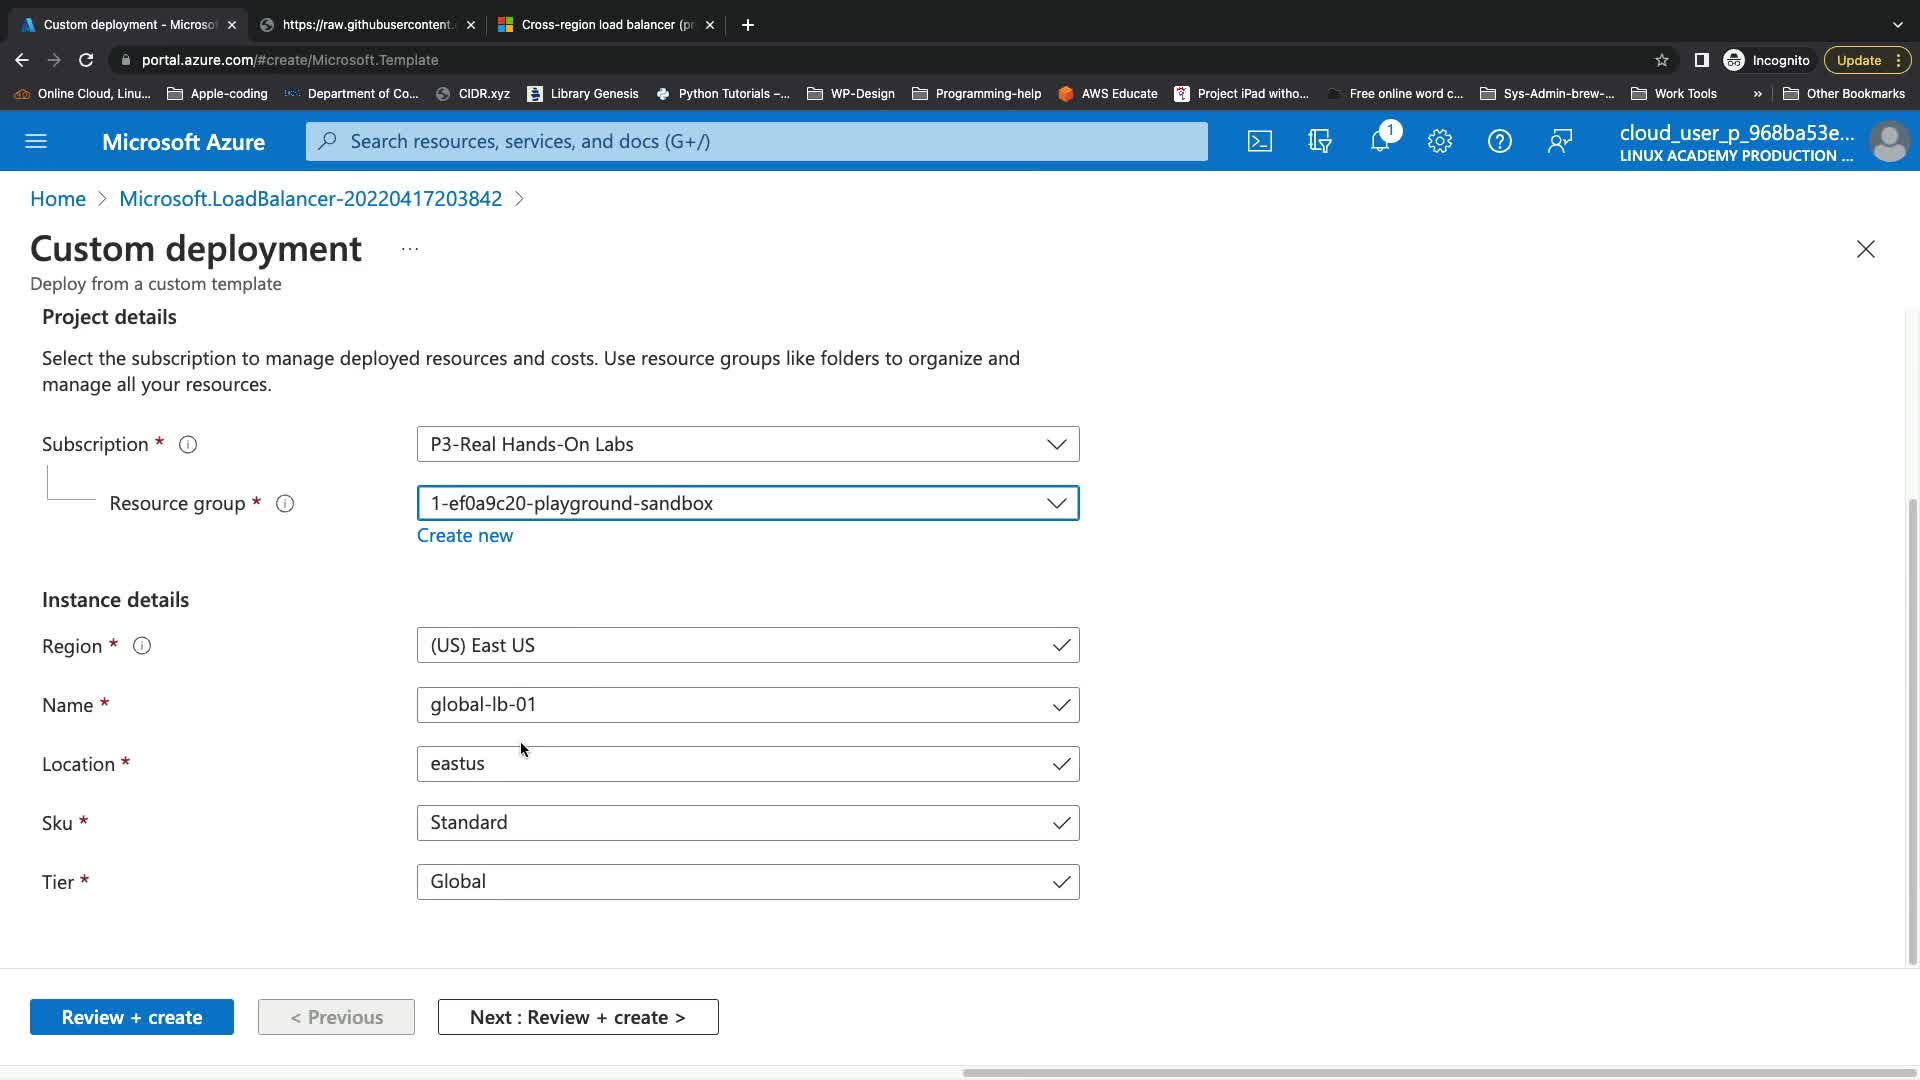 Custom deployment - Microso
https://raw.githubusercontent.
Cross-region load balancer (pr
portal.azure.com/#create/Microsoft.Template
Incognito
Update
Online Cloud, Linu...
Apple-coding
Department of Co...
CIDR.xyz
Library Genesis
Python Tutorials –...
WP-Design
Programming-help
AWS Educate
Project iPad witho...
Free online word c...
Sys-Admin-brew-...
Work Tools
»
Other Bookmarks
Microsoft Azure
Search resources, services, and docs (G+/)
1
cloud_user_p_968ba53e...
LINUX ACADEMY PRODUCTION ...
Home > Microsoft.LoadBalancer-20220417203842 >
Custom deployment ...
Deploy from a custom template
Project details
Select the subscription to manage deployed resources and costs. Use resource groups like folders to organize and
manage all your resources.
Subscription *
P3-Real Hands-On Labs
Resource group *
1-ef0a9c20-playground-sandbox
Create new
Instance details
Region *
(US) East US
Name *
global-lb-01
Location *
eastus
Sku *
Standard
Tier *
Global
Review + create
< Previous
Next : Review + create >